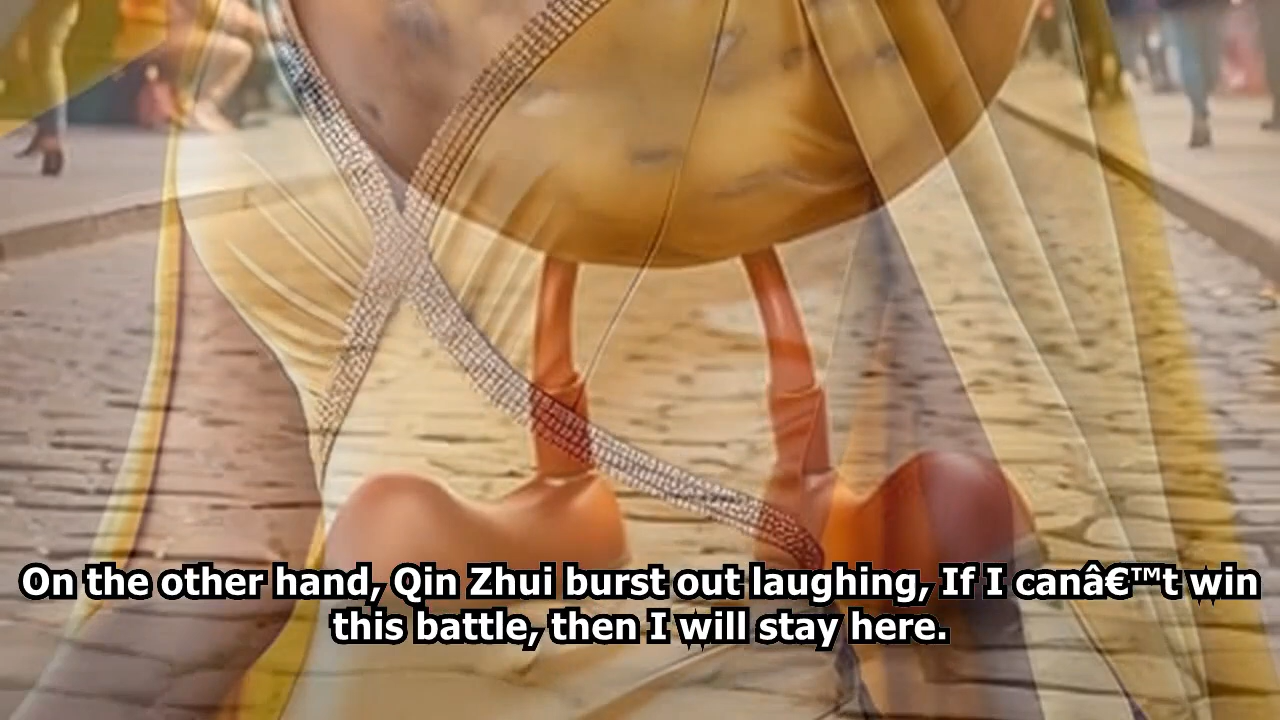 On the other hand, Qin Zhui burst out laughing, If I canâ€™t win
this battle, then I will stay here.